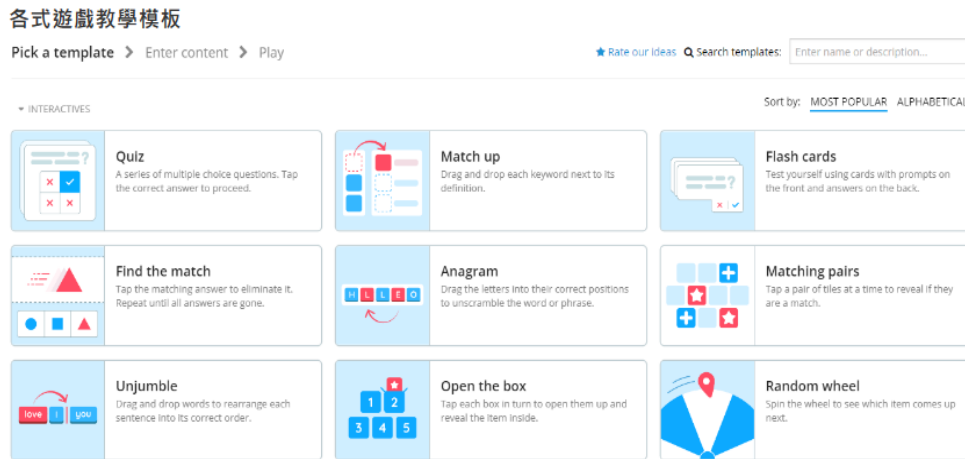 各式遊戲教學模板
Pick a template > Enter content > Play
Rate our ideas Search templates: Enter name or description...
INTERACTIVES
Sort by: MOST POPULAR ALPHABETICAL
Quiz
A series of multiple choice questions. Tap
the correct answer to proceed.
Match up
Drag and drop each keyword next to its
definition.
Flash cards
Test yourself using cards with prompts on
the front and answers on the back.
Find the match
Tap the matching answer to eliminate it.
Repeat until all answers are gone.
H L L E O
Anagram
Drag the letters into their correct positions
to unscramble the word or phrase.
Matching pairs
Tap a pair of tiles at a time to reveal if they
are a match.
love I you
Unjumble
Drag and drop words to rearrange each
sentence into its correct order.
1 2
3 4 5
Open the box
Tap each box in turn to open them up and
reveal the item inside.
Random wheel
Spin the wheel to see which item comes up
next.